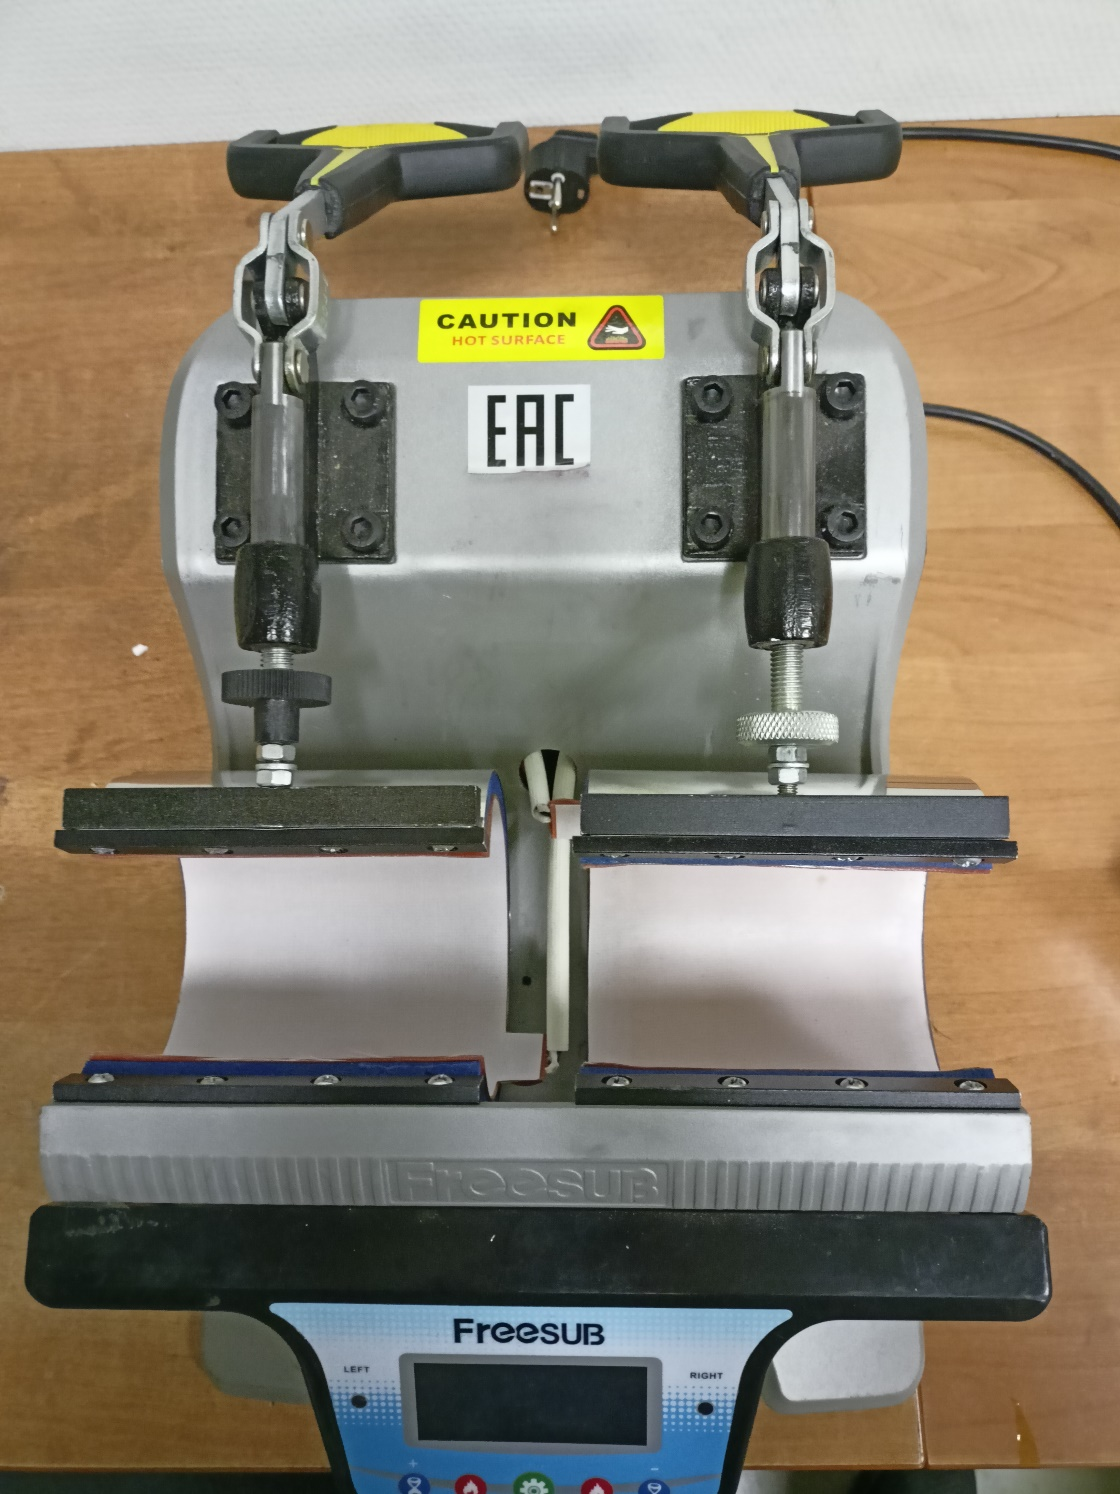 CAUTION
HOT SURFACE
EAC
FreesuB
FreesuB
LEFT
RIGHT
+
-